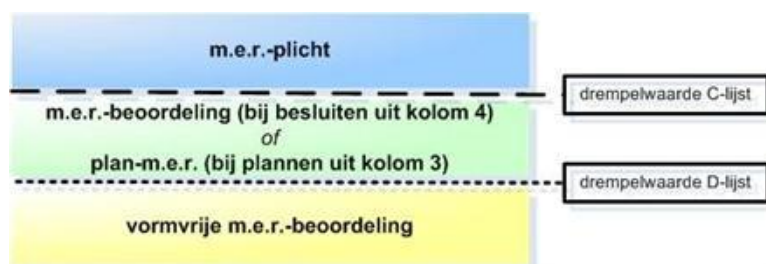 m.e.r.-plicht
drempelwaarde C-lijst
m.e.r.-beoordeling (bij besluiten uit kolom 4)
of
plan-m.e.r. (bij plannen uit kolom 3)
drempelwaarde D-lijst
vormvrije m.e.r.-beoordeling